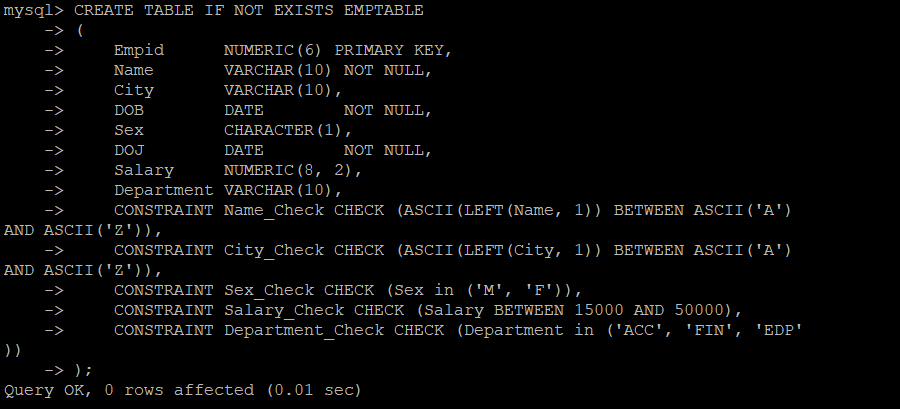 mysql> CREATE TABLE IF NOT EXISTS EMPTABLE
    -> (
    ->     Empid      NUMERIC(6) PRIMARY KEY,
    ->     Name       VARCHAR(10) NOT NULL,
    ->     City       VARCHAR(10),
    ->     DOB        DATE        NOT NULL,
    ->     Sex        CHARACTER(1),
    ->     DOJ        DATE        NOT NULL,
    ->     Salary     NUMERIC(8, 2),
    ->     Department VARCHAR(10),
    ->     CONSTRAINT Name_Check CHECK (ASCII(LEFT(Name, 1)) BETWEEN ASCII('A')
AND ASCII('Z')),
    ->     CONSTRAINT City_Check CHECK (ASCII(LEFT(City, 1)) BETWEEN ASCII('A')
AND ASCII('Z')),
    ->     CONSTRAINT Sex_Check CHECK (Sex in ('M', 'F')),
    ->     CONSTRAINT Salary_Check CHECK (Salary BETWEEN 15000 AND 50000),
    ->     CONSTRAINT Department_Check CHECK (Department in ('ACC', 'FIN', 'EDP'
))
    -> );
Query OK, 0 rows affected (0.01 sec)